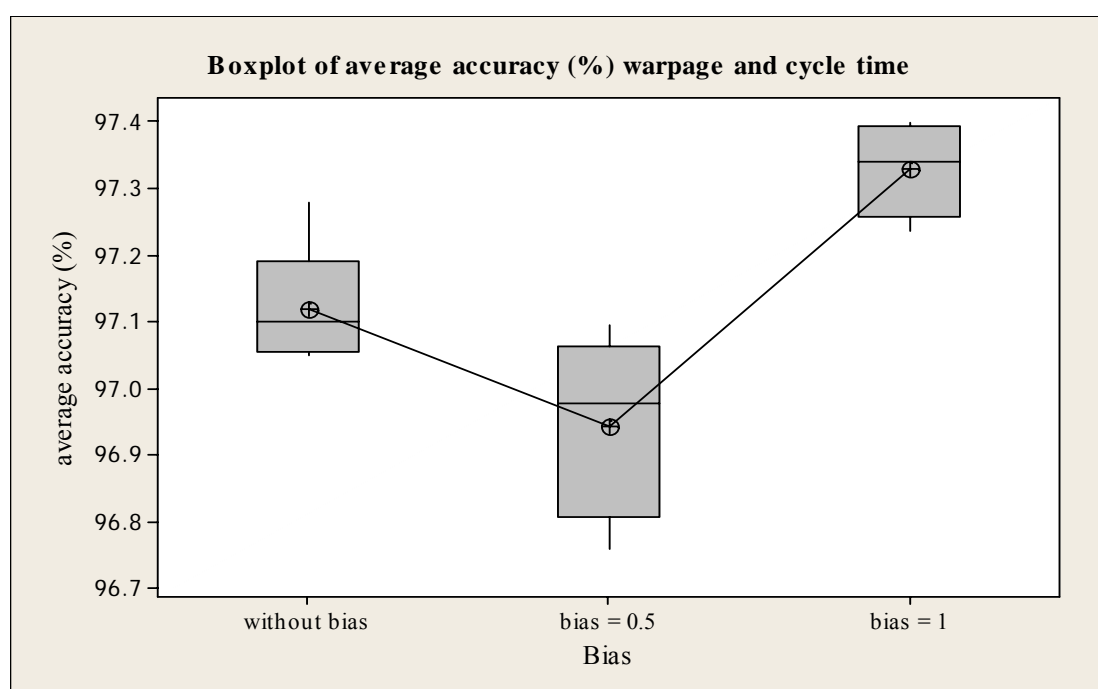 Boxplot of average accuracy (%) warpage and cycle time
average accuracy (%)
97.4
97.3
97.2
97.1
97.0
96.9
96.8
96.7
without bias
bias = 0.5
bias = 1
Bias